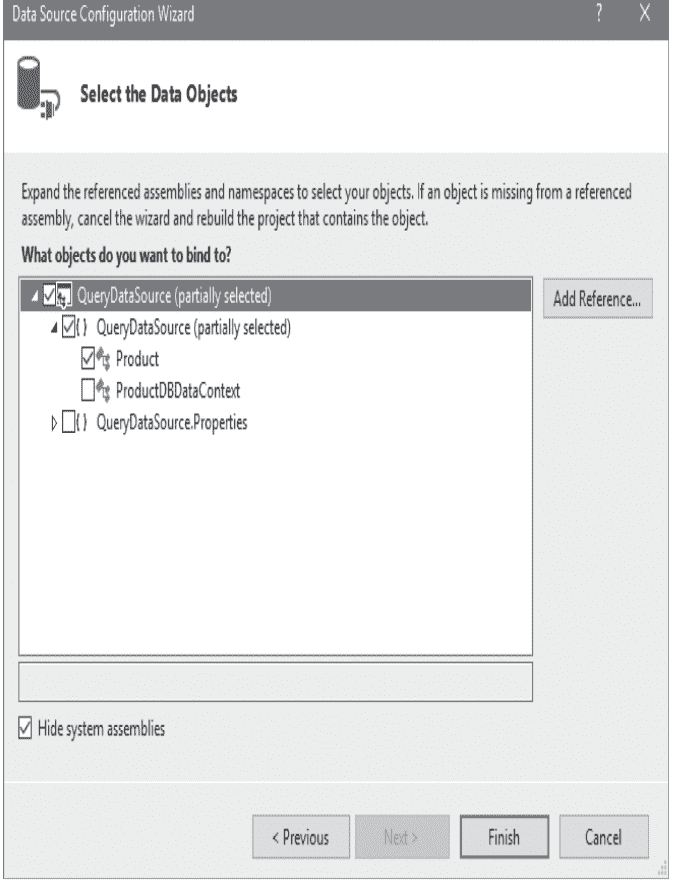 Data Source Configuration Wizard ? X
Select the Data Objects
Expand the referenced assemblies and namespaces to select your objects. If an object is missing from a referenced
assembly, cancel the wizard and rebuild the project that contains the object.
What objects do you want to bind to?
QueryDataSource (partially selected)
Add Reference...
{ } QueryDataSource (partially selected)
Product
ProductDBDataContext
{ } QueryDataSource.Properties
Hide system assemblies
< Previous Next > Finish Cancel